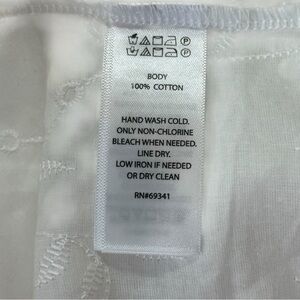 BODY
100% COTTON
HAND WASH COLD.
ONLY NON-CHLORINE
BLEACH WHEN NEEDED.
LINE DRY.
LOW IRON IF NEEDED
OR DRY CLEAN
RN#69341